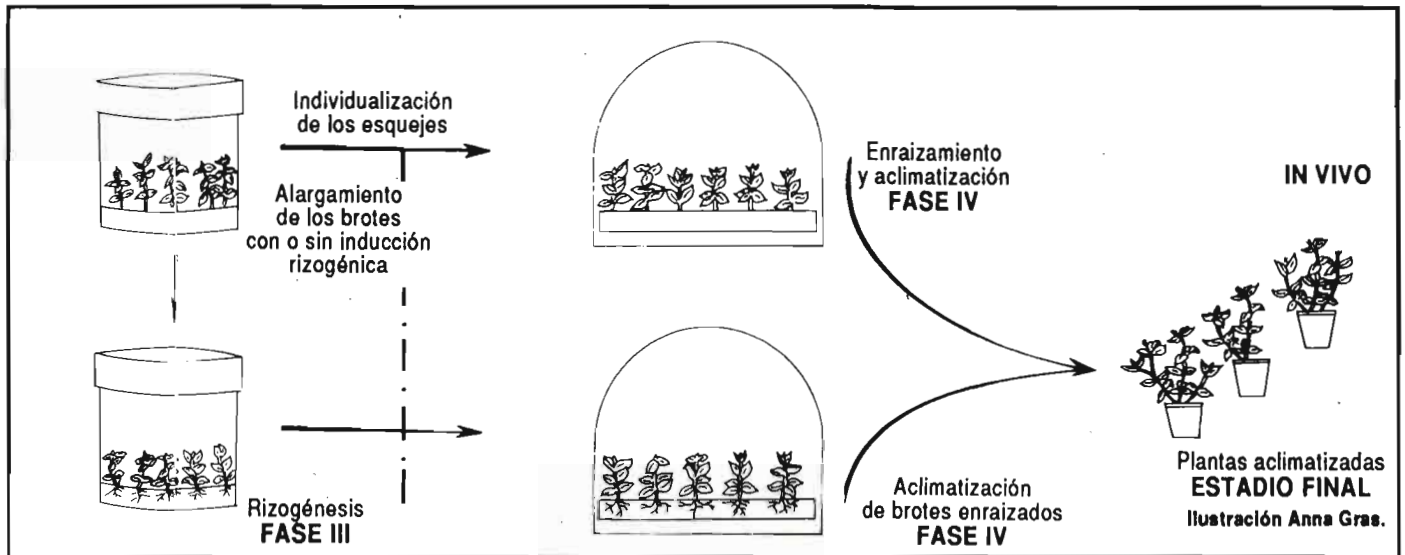 Individualización
de los esquejes
Alargamiento
de los brotes
con o sin inducción
rizogénica
Rizogénesis
FASE III
Enraizamiento
y aclimatización
FASE IV
Aclimatización
de brotes enraizados
FASE IV
IN VIVO
Plantas aclimatizadas
ESTADIO FINAL
Ilustración Anna Gras.